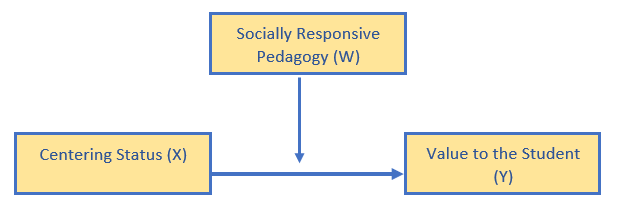 Socially Responsive
Pedagogy (W)
Centering Status (X)
Value to the Student
(Y)